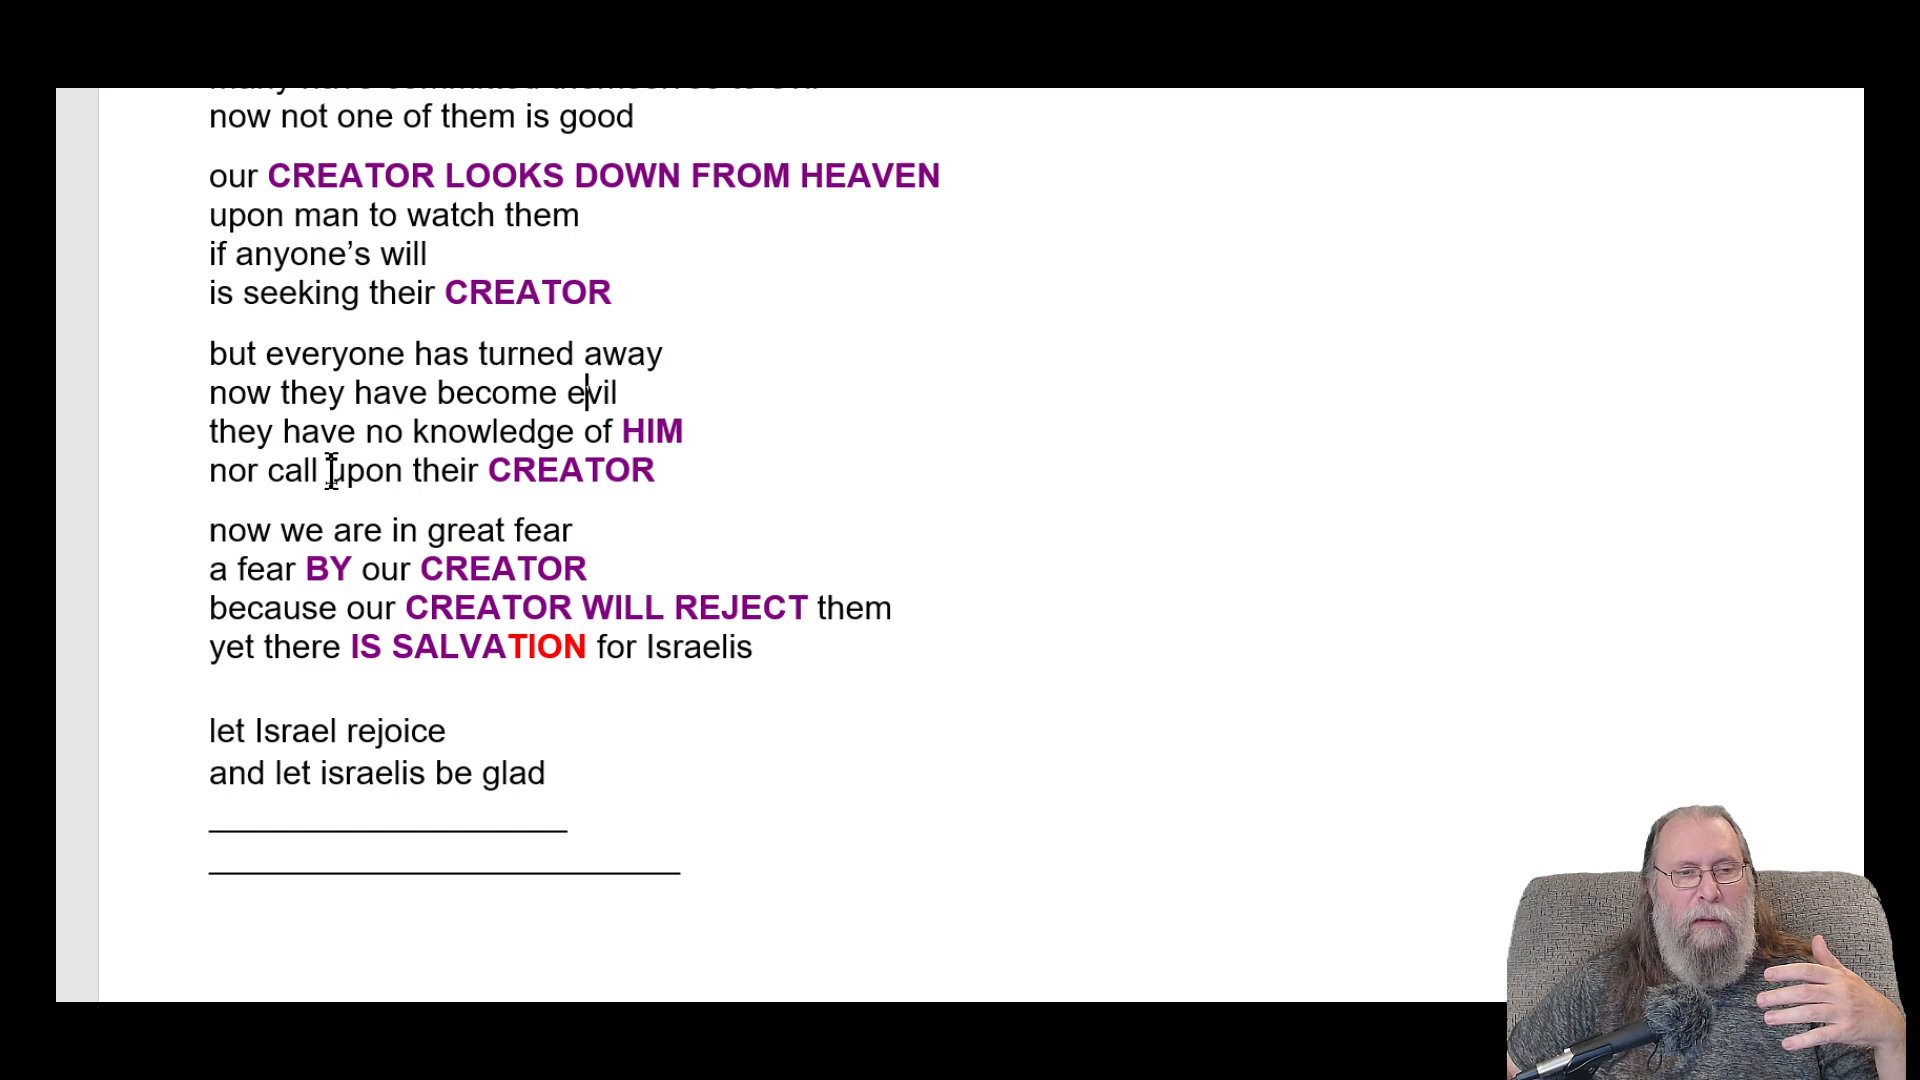 now not one of them is good
our CREATOR LOOKS DOWN FROM HEAVEN
upon man to watch them
if anyone’s will
is seeking their CREATOR
but everyone has turned away
now they have become evil
they have no knowledge of HIM
nor call upon their CREATOR
now we are in great fear
a fear BY our CREATOR
because our CREATOR WILL REJECT them
yet there IS SALVATION for Israelis
let Israel rejoice
and let israelis be glad